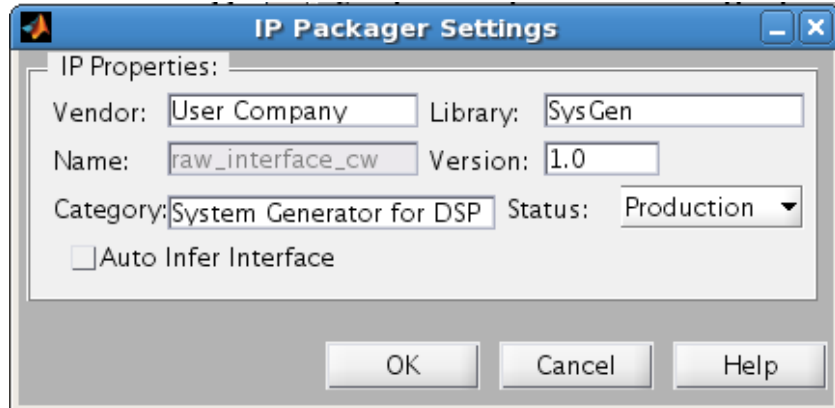 IP Packager Settings
IP Properties:
Vendor: User Company Library: SysGen
Name: raw_interface_cw Version: 1.0
Category: System Generator for DSP Status: Production
Auto Infer Interface
OK Cancel Help